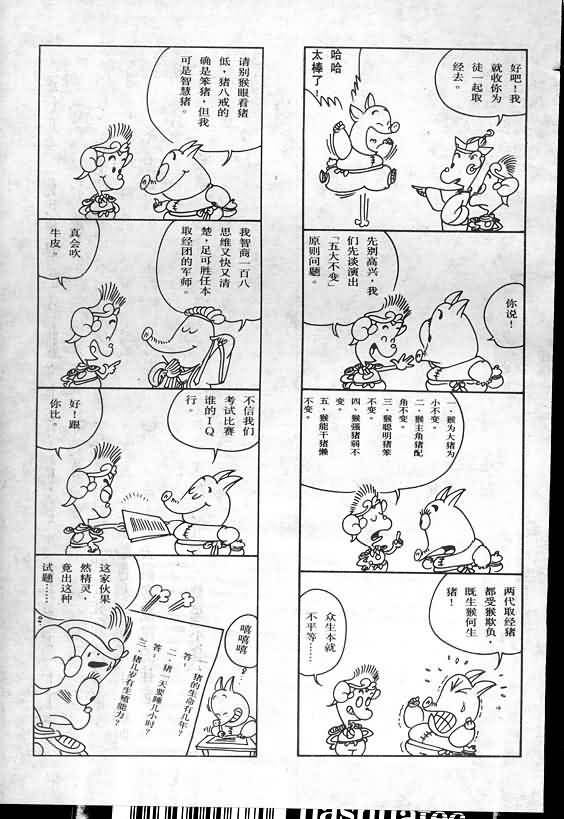 请别猴眼看猪
低，猪八戒的
确是笨猪，但我
可是智慧猪。
我智商一百八
思维又快又清
楚，足可胜任本
取经团的军师。
真会吹
牛皮。
不信我们
考试比赛
谁的IQ
行。
好！跟
你比。
嘻嘻嘻…
一、猪的生命有几年？
答：
二、猪一天要睡几小时？
答：
三、猪几岁有生殖能力？
这家伙果
然精灵，
竟出这种
试题……
好吧！我
就收你为
徒一起取
经去。
哈哈
太棒了！
先别高兴，我
们先谈演出
「五大不变」
原则问题。
你说！
一、猴为大猪为
小不变。
二、猴主角猪配
角不变。
三、猴聪明猪笨
不变。
四、猴强猪弱不
变。
五、猴能干猪懒
不变。
两代取经猪
都受猴欺负，
既生猴何生
猪！
众生本就
不平等……